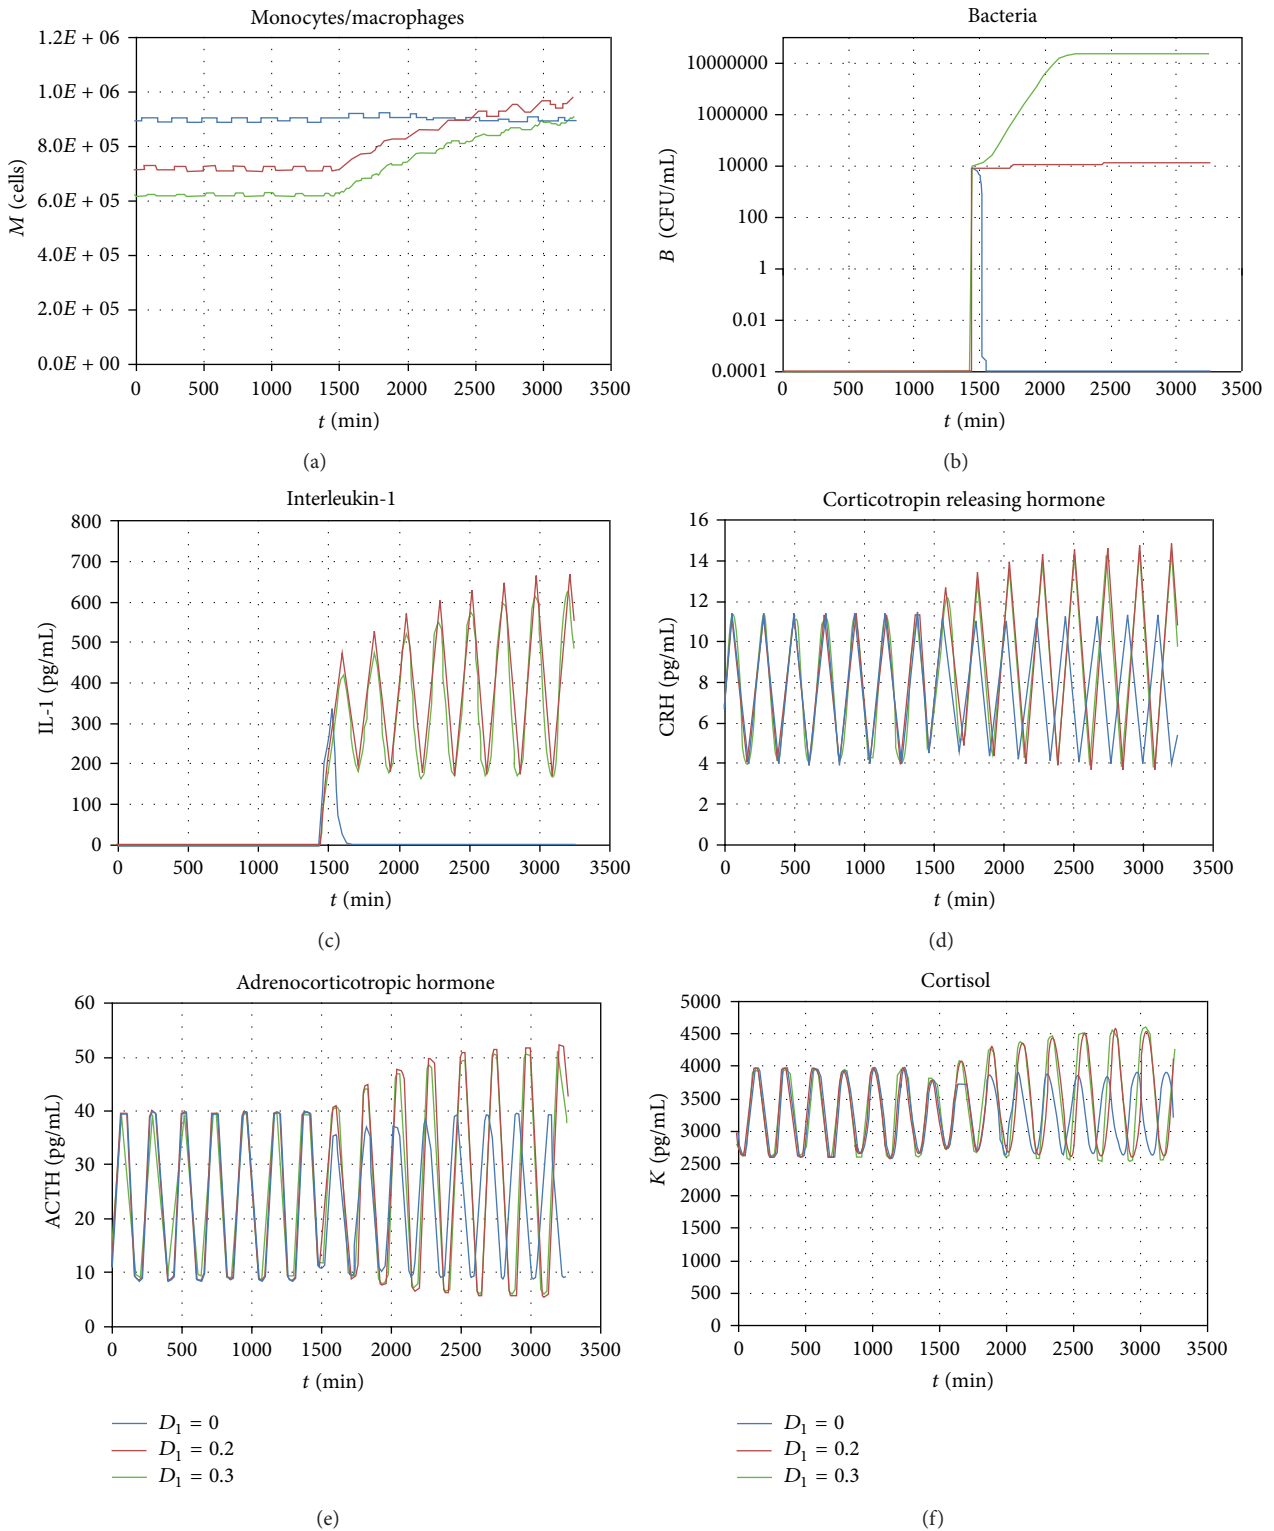 Monocytes/macrophages
1.2E + 06
1.0E + 06
8.0E + 05
6.0E + 05
4.0E + 05
2.0E + 05
0.0E + 00
M (cells)
0 500 1000 1500 2000 2500 3000 3500
t (min)
(a)
Bacteria
10000000
1000000
10000
100
1
0.01
0.0001
B (CFU/mL)
0 500 1000 1500 2000 2500 3000 3500
t (min)
(b)
Interleukin-1
800
700
600
500
400
300
200
100
0
IL-1 (pg/mL)
0 500 1000 1500 2000 2500 3000 3500
t (min)
(c)
Corticotropin releasing hormone
16
14
12
10
8
6
4
2
0
CRH (pg/mL)
0 500 1000 1500 2000 2500 3000 3500
t (min)
(d)
Adrenocorticotropic hormone
60
50
40
30
20
10
0
ACTH (pg/mL)
0 500 1000 1500 2000 2500 3000 3500
t (min)
D1 = 0
D1 = 0.2
D1 = 0.3
(e)
Cortisol
5000
4500
4000
3500
3000
2500
2000
1500
1000
500
0
K (pg/mL)
0 500 1000 1500 2000 2500 3000 3500
t (min)
D1 = 0
D1 = 0.2
D1 = 0.3
(f)